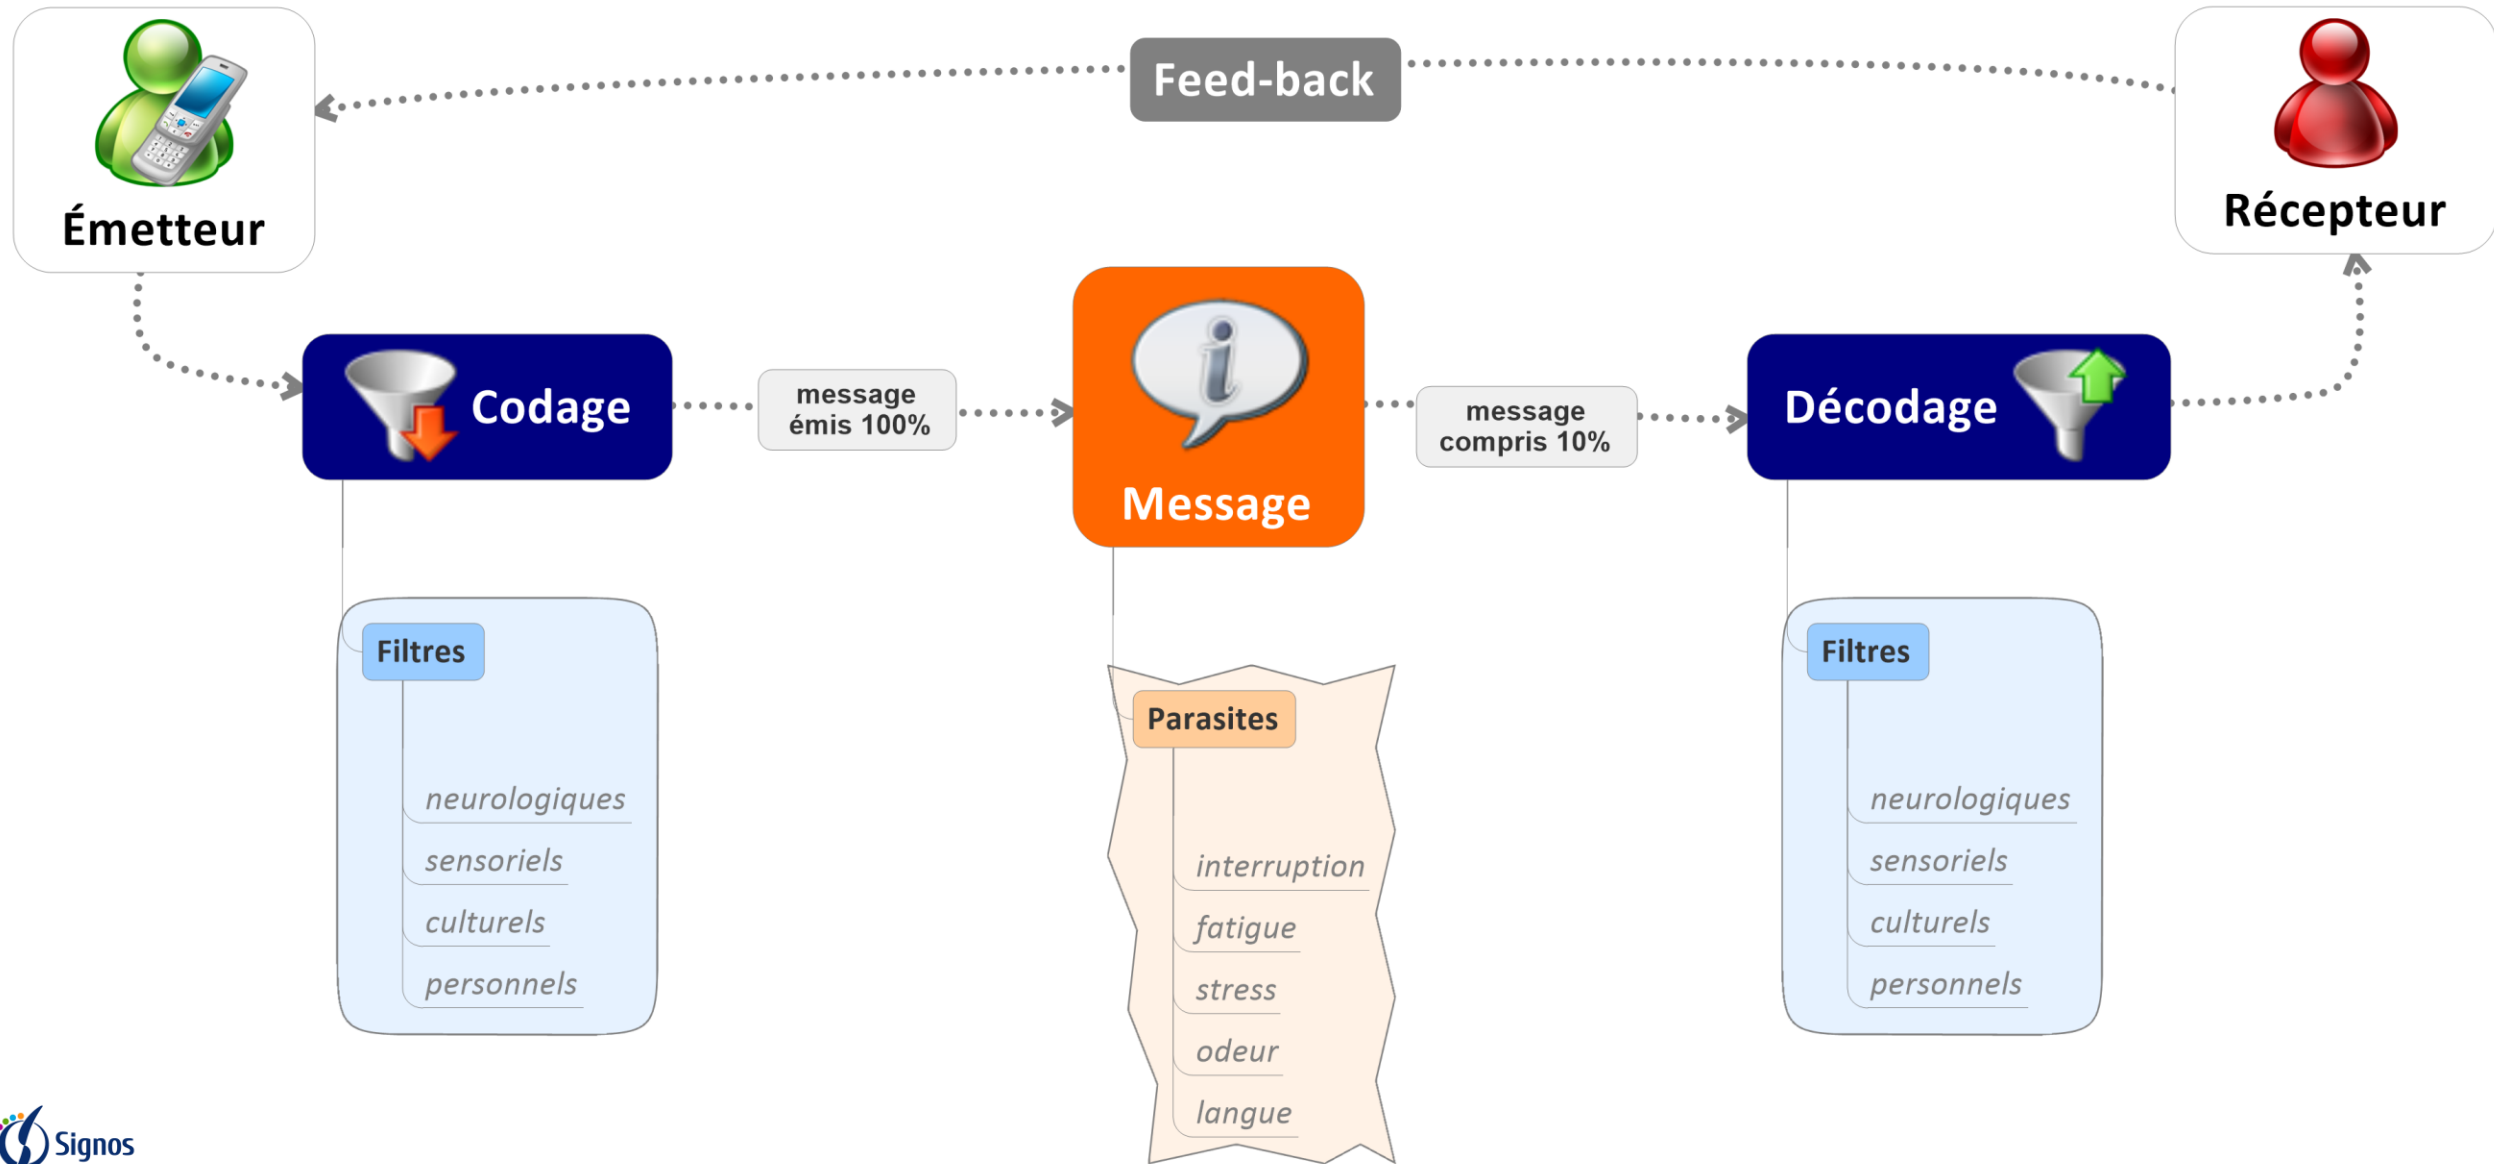 Feed-back
Émetteur
Récepteur
Codage
message
émis 100%
Message
message
compris 10%
Décodage
Filtres
neurologiques
sensoriels
culturels
personnels
Parasites
interruption
fatigue
stress
odeur
langue
Filtres
neurologiques
sensoriels
culturels
personnels
Signos